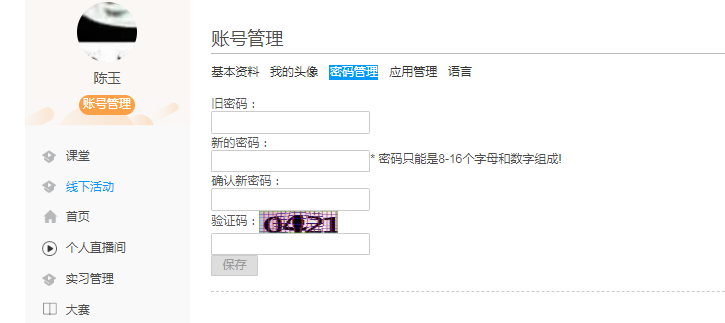 陈玉
账号管理
课堂
线下活动
首页
个人直播间
实习管理
大赛
账号管理
基本资料 我的头像 密码管理 应用管理 语言
旧密码：
新的密码：
* 密码只能是8-16个字母和数字组成!
确认新密码：
验证码：0421
保存